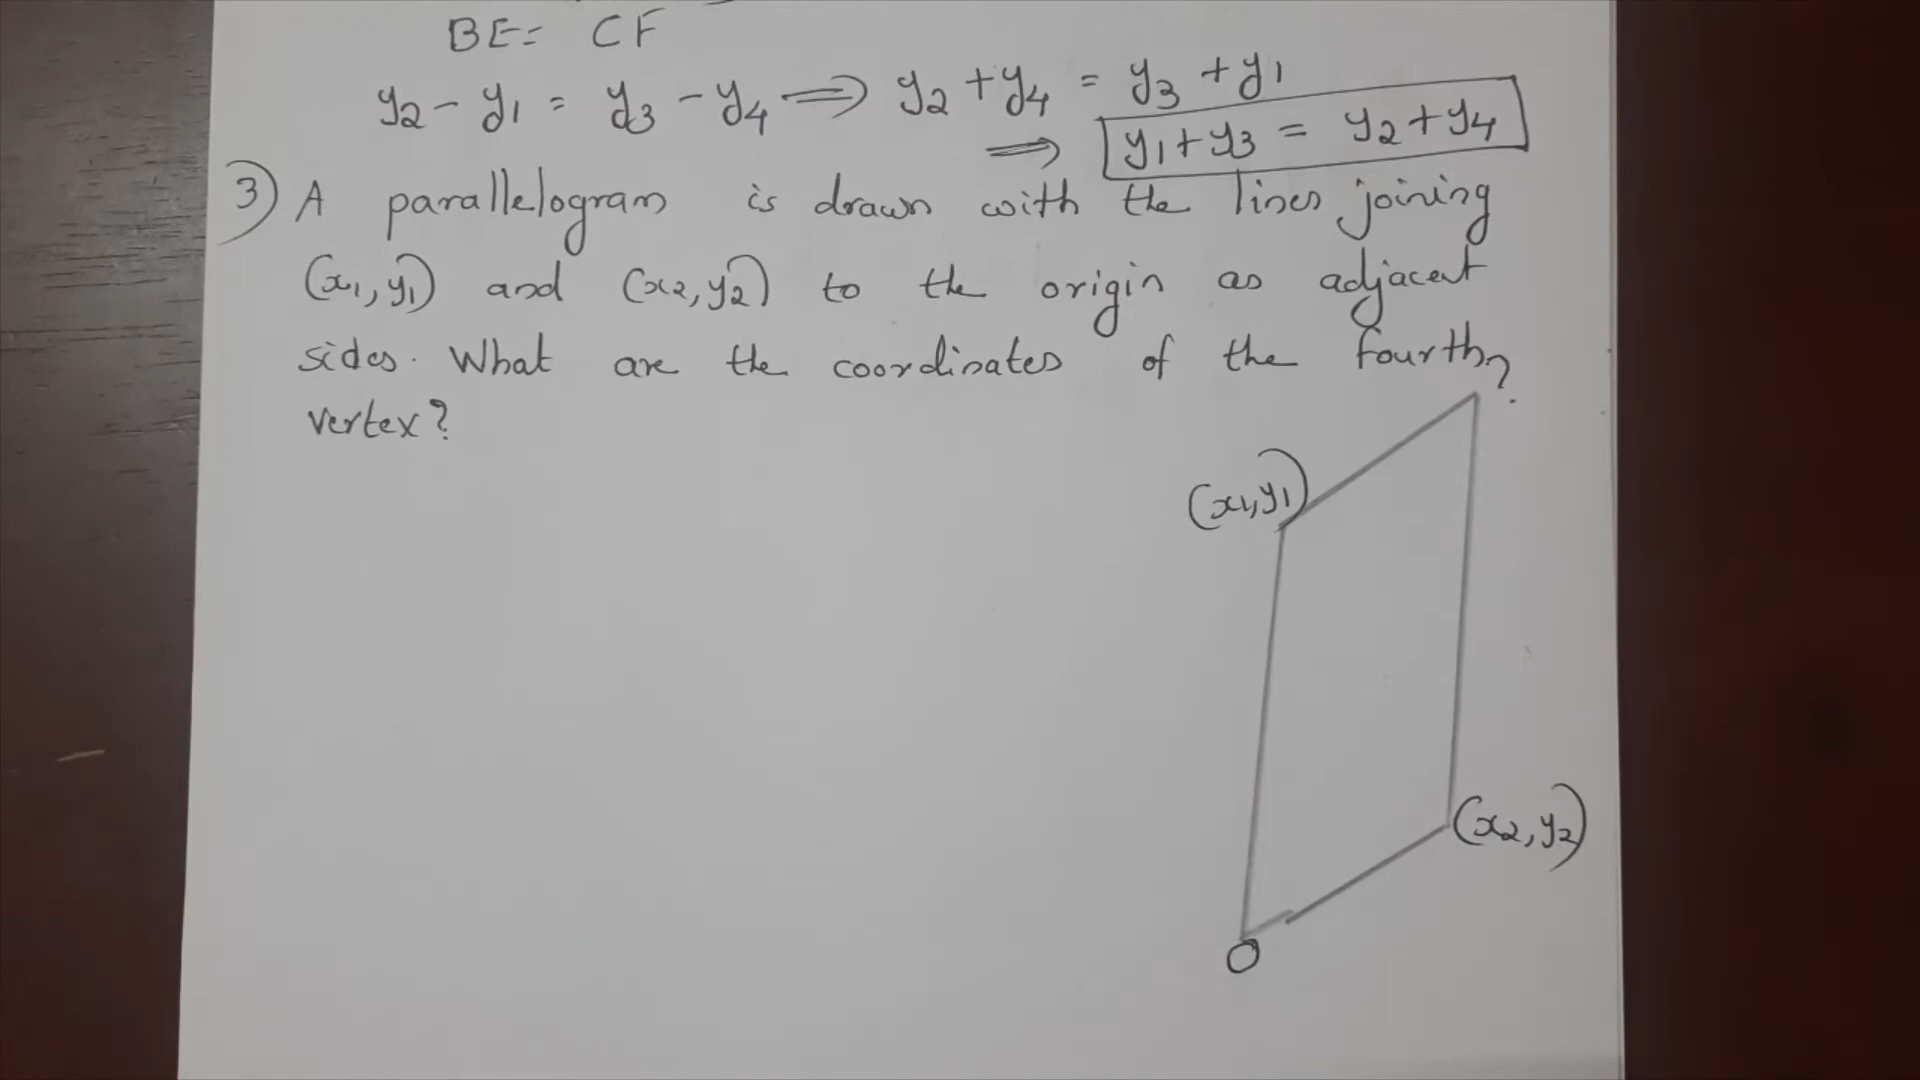 BE = CF
y2 - y1 = y3 - y4 ⟹ y2 + y4 = y3 + y1
⟹ y1 + y3 = y2 + y4
3) A parallelogram is drawn with the lines joining
(x1, y1) and (x2, y2) to the origin as adjacent
sides. What are the coordinates of the fourth
vertex?
?
(x1, y1)
(x2, y2)
O